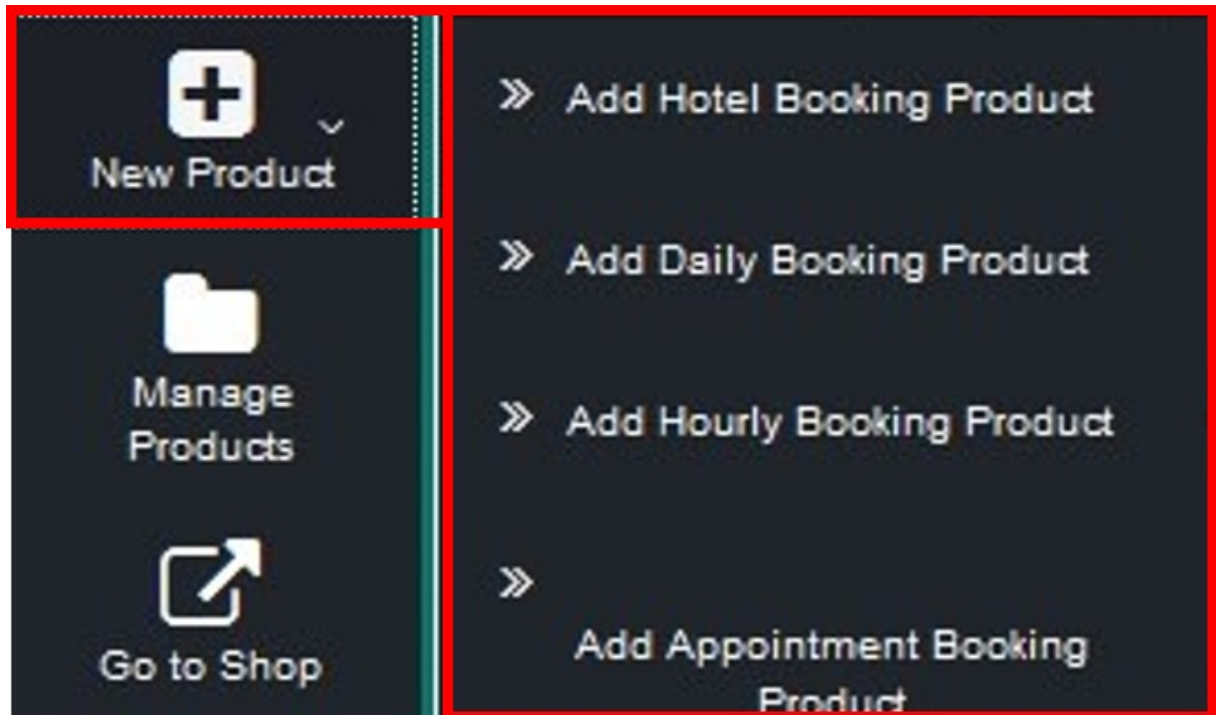 New Product
Manage
Products
Go to Shop
Add Hotel Booking Product
Add Daily Booking Product
Add Hourly Booking Product
Add Appointment Booking
Product